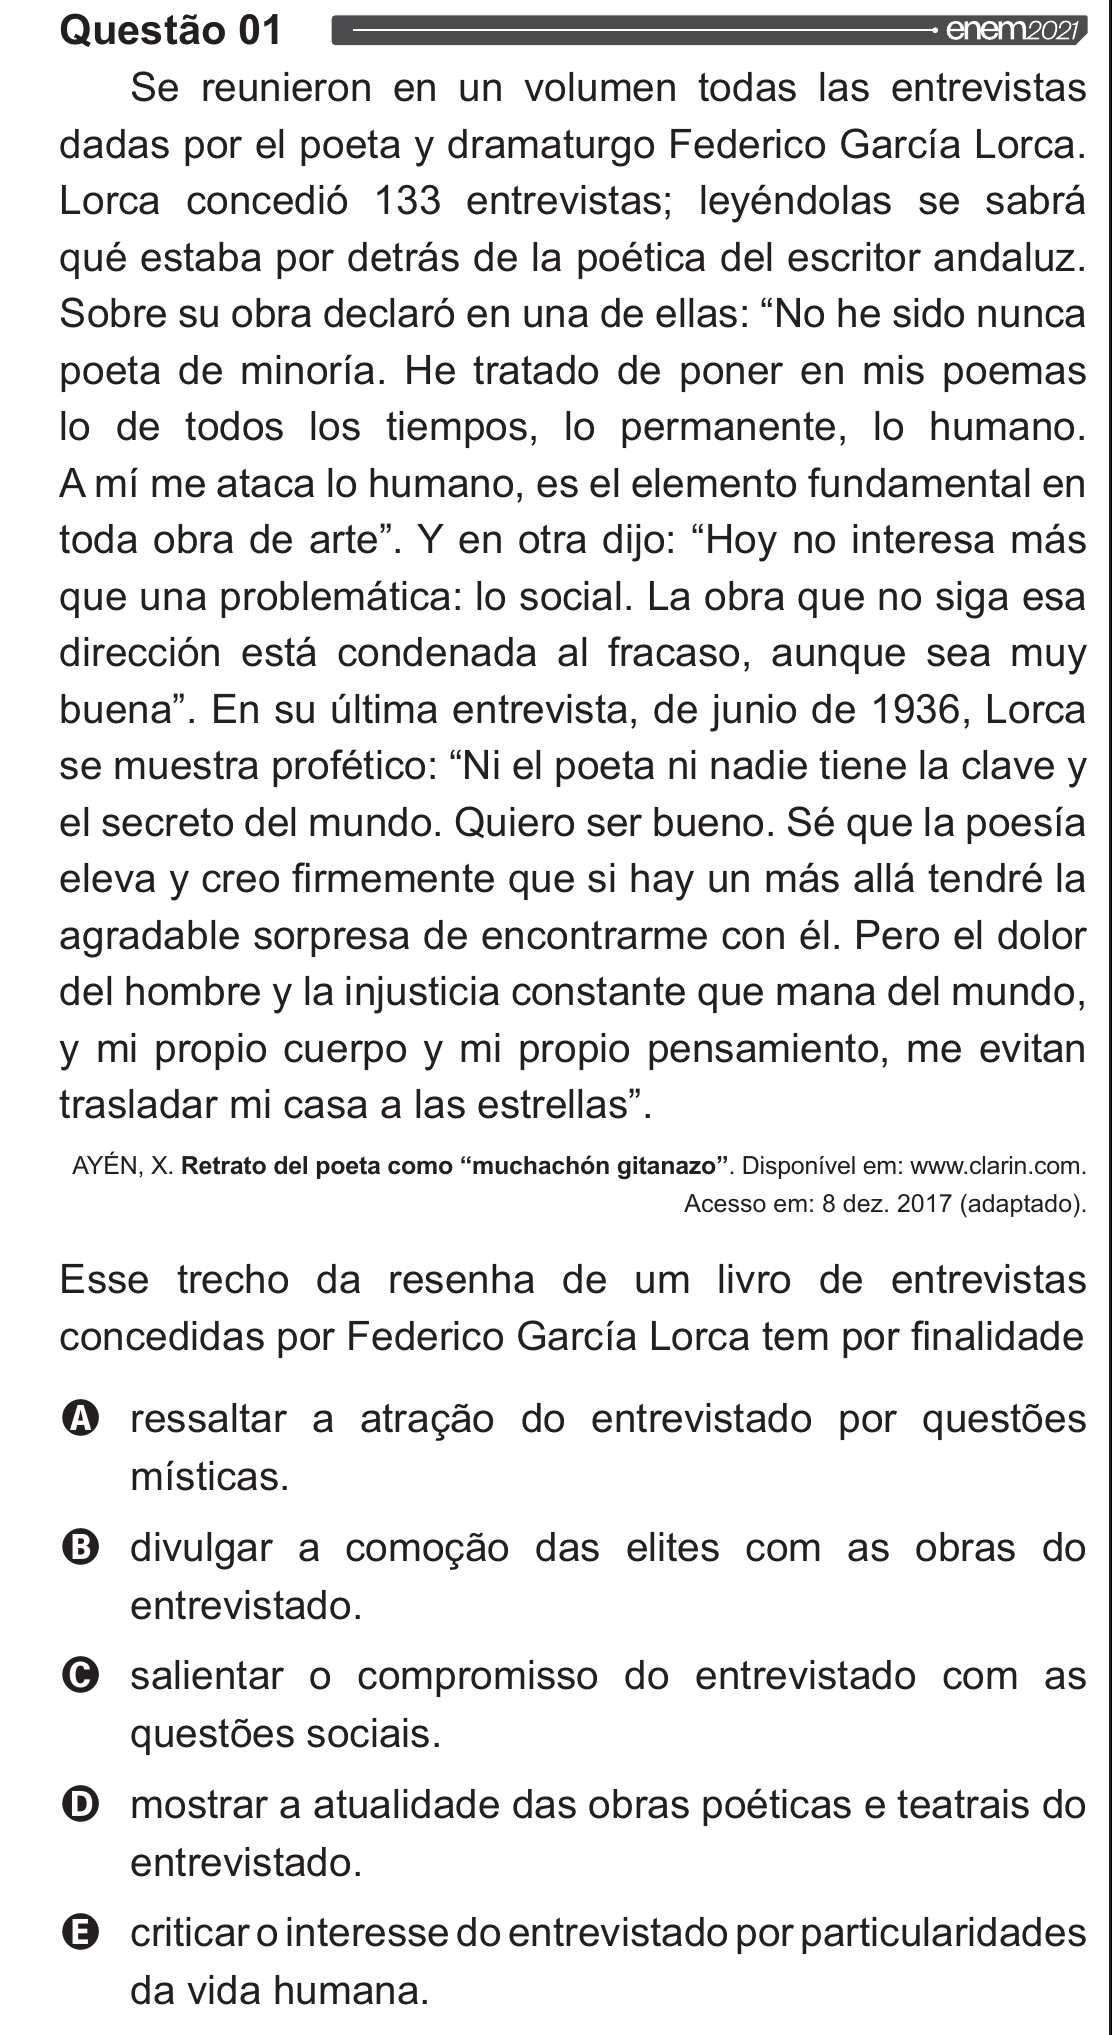 Questão 01 enem2021
Se reunieron en un volumen todas las entrevistas
dadas por el poeta y dramaturgo Federico García Lorca.
Lorca concedió 133 entrevistas; leyéndolas se sabrá
qué estaba por detrás de la poética del escritor andaluz.
Sobre su obra declaró en una de ellas: “No he sido nunca
poeta de minoría. He tratado de poner en mis poemas
lo de todos los tiempos, lo permanente, lo humano.
A mí me ataca lo humano, es el elemento fundamental en
toda obra de arte”. Y en otra dijo: “Hoy no interesa más
que una problemática: lo social. La obra que no siga esa
dirección está condenada al fracaso, aunque sea muy
buena”. En su última entrevista, de junio de 1936, Lorca
se muestra profético: “Ni el poeta ni nadie tiene la clave y
el secreto del mundo. Quiero ser bueno. Sé que la poesía
eleva y creo firmemente que si hay un más allá tendré la
agradable sorpresa de encontrarme con él. Pero el dolor
del hombre y la injusticia constante que mana del mundo,
y mi propio cuerpo y mi propio pensamiento, me evitan
trasladar mi casa a las estrellas”.
AYÉN, X. Retrato del poeta como “muchachón gitanazo”. Disponível em: www.clarin.com.
Acesso em: 8 dez. 2017 (adaptado).
Esse trecho da resenha de um livro de entrevistas
concedidas por Federico García Lorca tem por finalidade
A ressaltar a atração do entrevistado por questões
místicas.
B divulgar a comoção das elites com as obras do
entrevistado.
C salientar o compromisso do entrevistado com as
questões sociais.
D mostrar a atualidade das obras poéticas e teatrais do
entrevistado.
E criticar o interesse do entrevistado por particularidades
da vida humana.